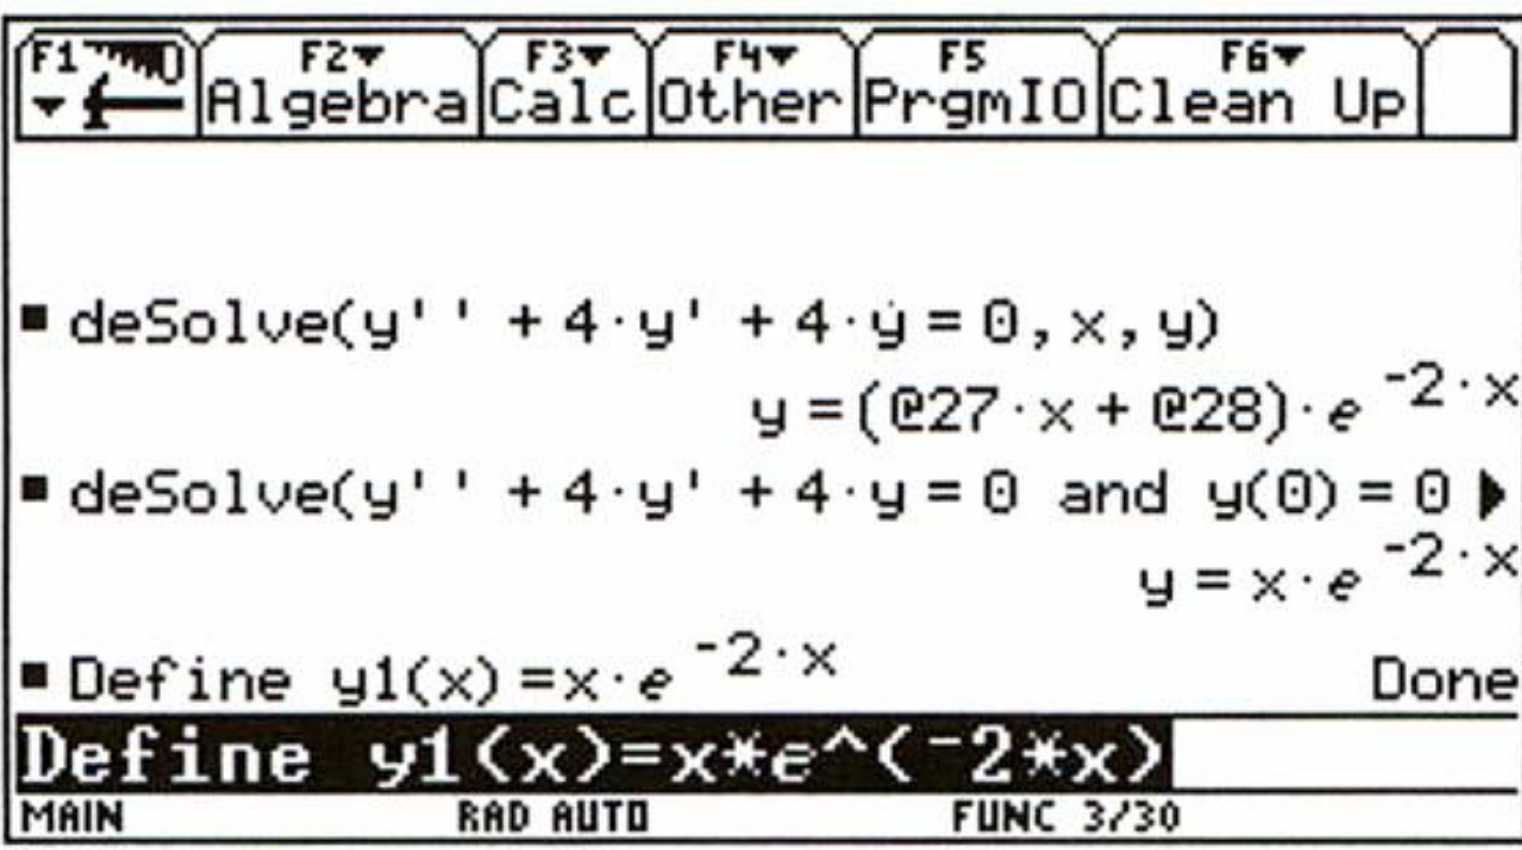 F1 F2▼ F3▼ F4▼ F5 F6▼
▼ Algebra Calc Other PrgmIO Clean Up
■ deSolve(y'' + 4·y' + 4·y = 0, x, y)
y = (@27·x + @28)·e^-2·x
■ deSolve(y'' + 4·y' + 4·y = 0 and y(0) = 0 ▶
y = x·e^-2·x
■ Define y1(x) = x·e^-2·x Done
Define y1(x)=x*e^(-2*x)
MAIN RAD AUTO FUNC 3/30